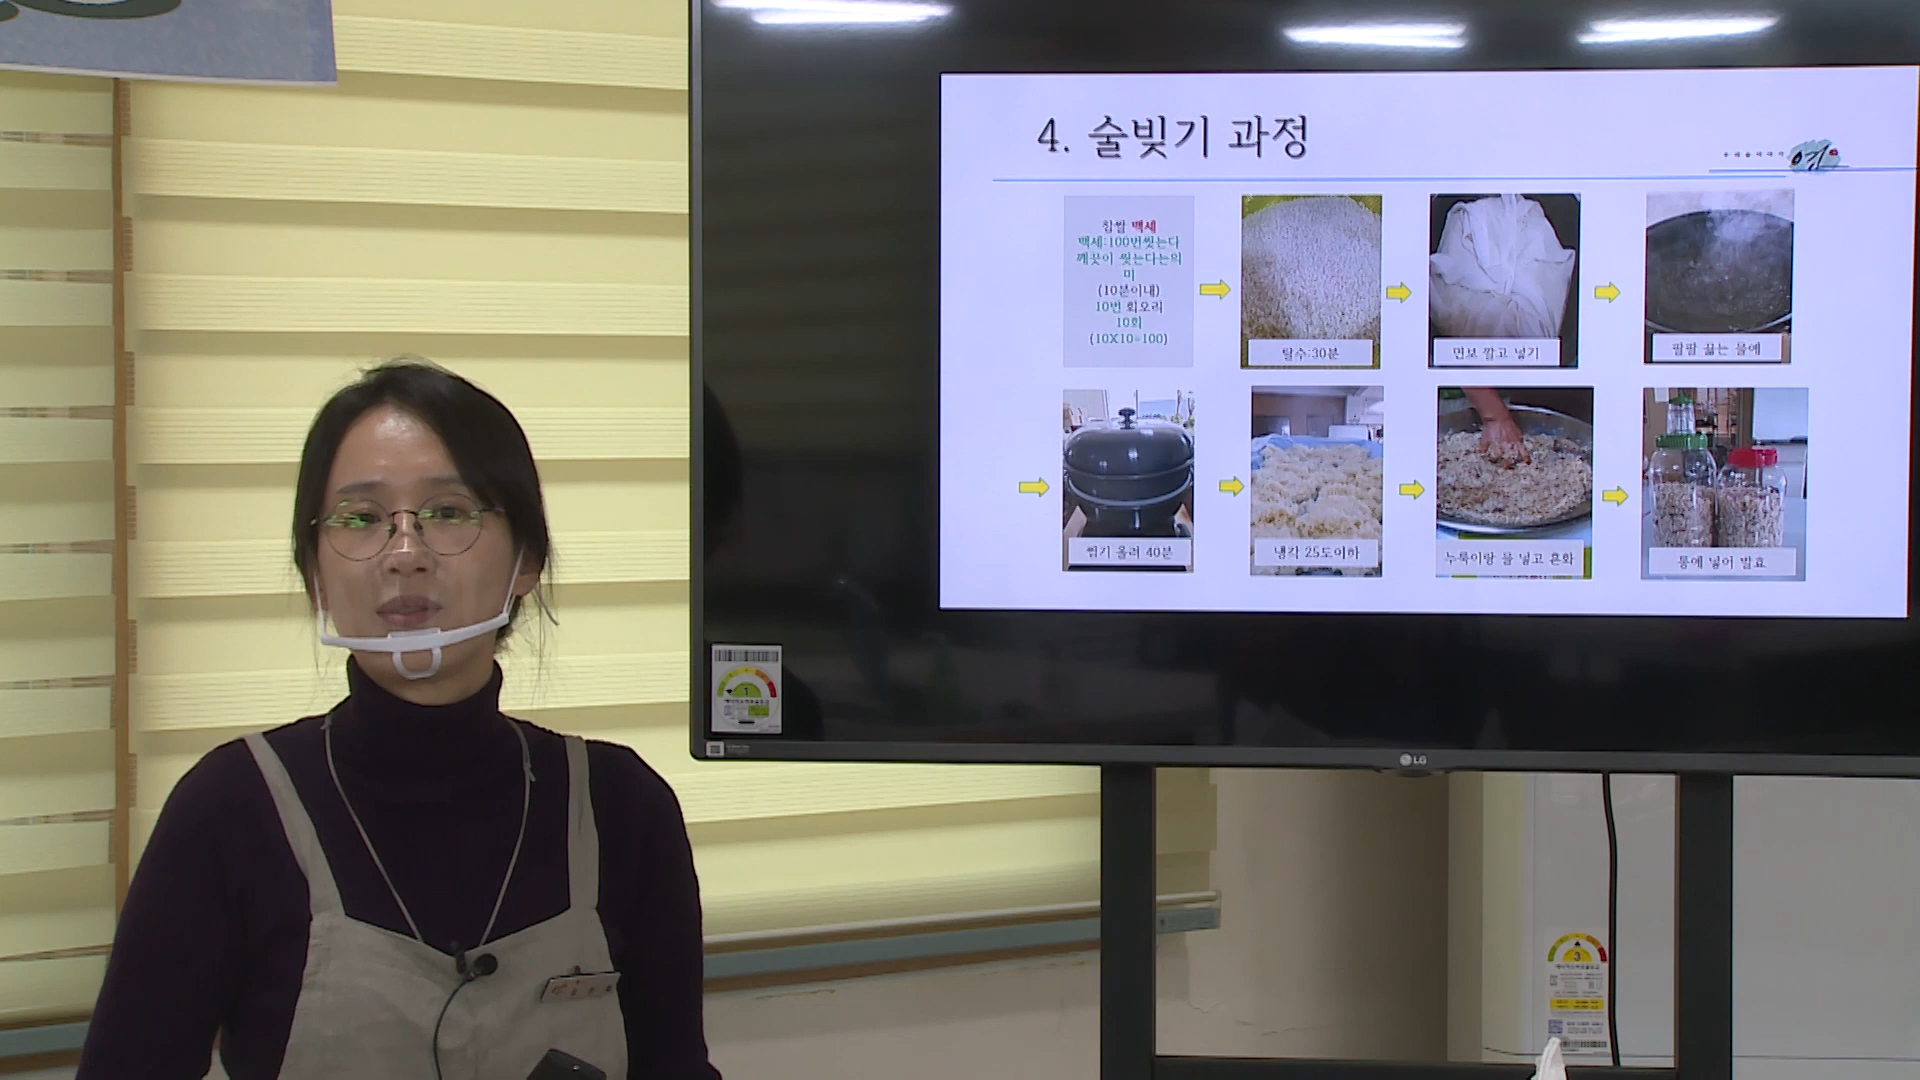 4. 술빚기 과정
찹쌀 백세
백세:100번씻는다
깨끗이 씻는다는의
미
(10분이내)
10번 회오리
10회
(10X10=100)
탈수:30분
면보 깔고 넣기
팔팔 끓는 물에
찜기 올려 40분
냉각 25도이하
누룩이랑 물 넣고 혼화
통에 넣어 발효
1
LG
3